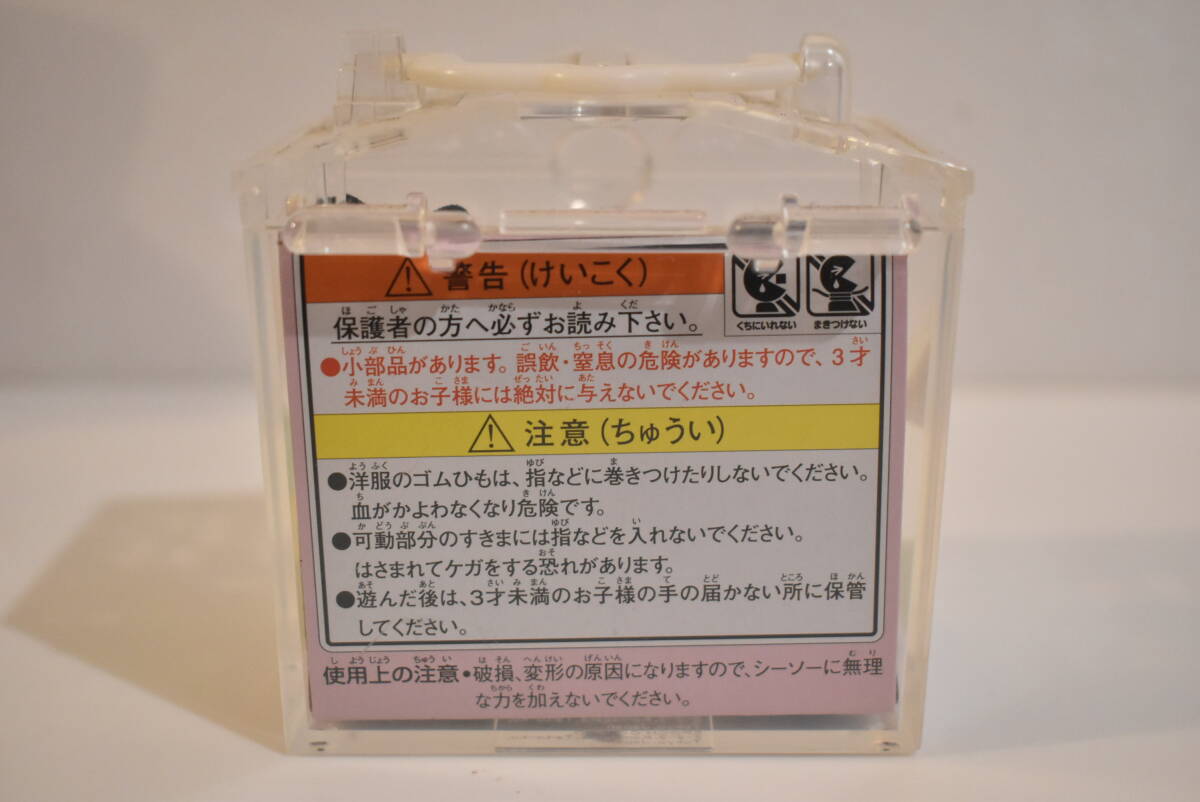 警告(けいこく)
くちにいれない まきつけない
保護者の方へ必ずお読み下さい。
●小部品があります。誤飲・窒息の危険がありますので、3才
未満のお子様には絶対に与えないでください。
注意(ちゅうい)
●洋服のゴムひもは、指などに巻きつけたりしないでください。
血がかよわなくなり危険です。
●可動部分のすきまには指などを入れないでください。
はさまれてケガをする恐れがあります。
●遊んだ後は、3才未満のお子様の手の届かない所に保管
してください。
使用上の注意・破損、変形の原因になりますので、シーソーに無理
な力を加えないでください。